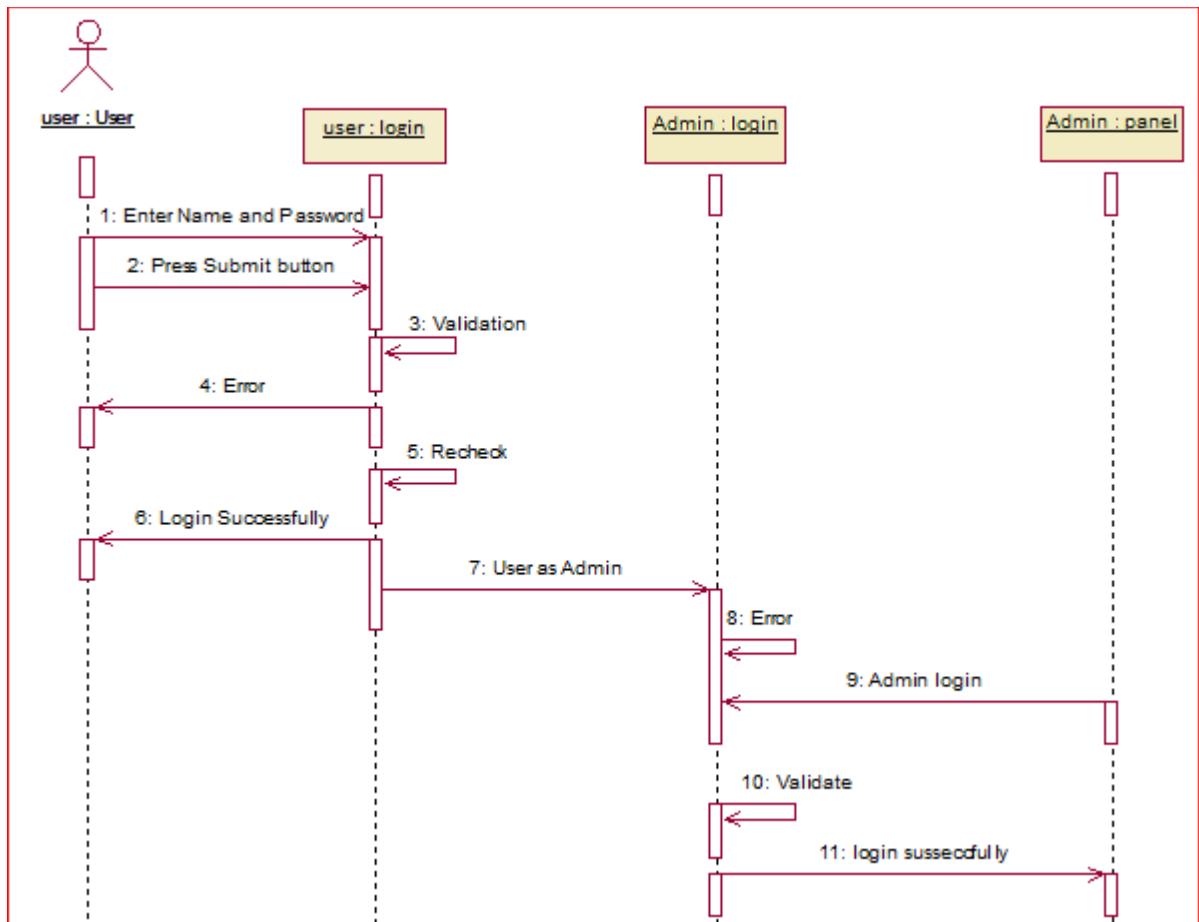 user : User
user : login
Admin : login
Admin : panel
1: Enter Name and Password
2: Press Submit button
3: Validation
4: Error
5: Recheck
6: Login Successfully
7: User as Admin
8: Error
9: Admin login
10: Validate
11: login sussecdfully